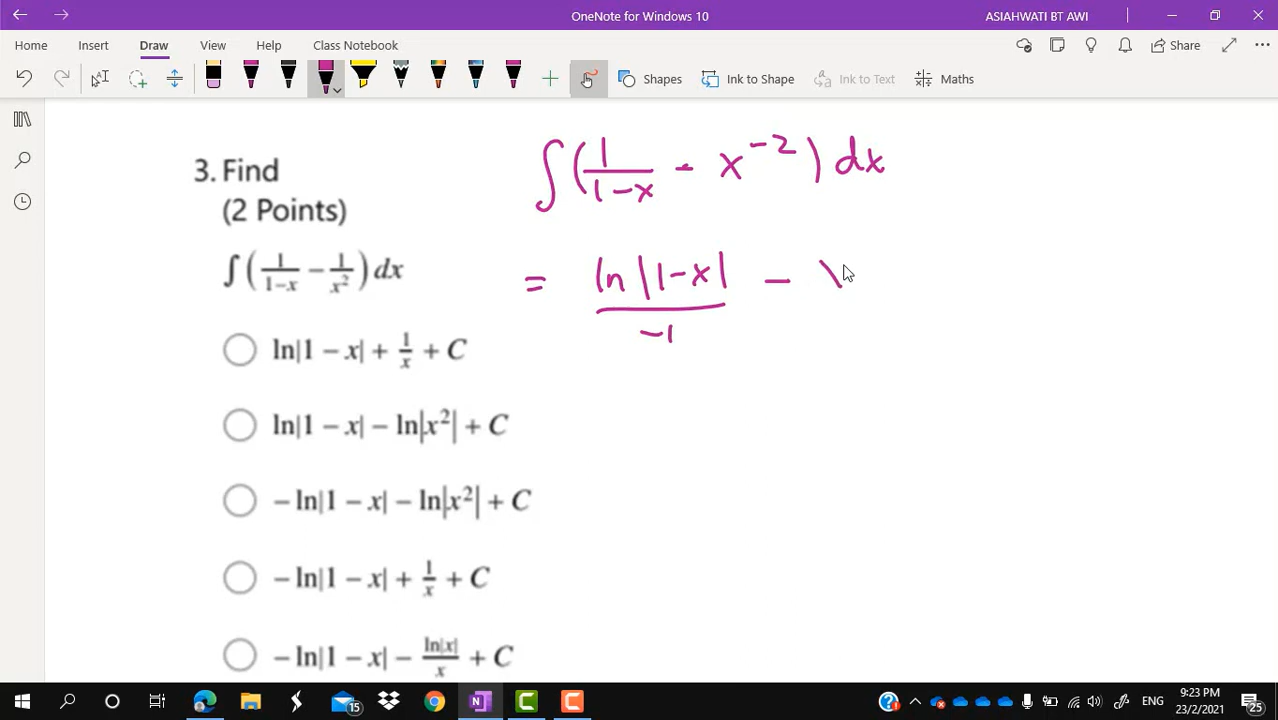 OneNote for Windows 10
ASIAHWATI BT AWI
Home Insert Draw View Help Class Notebook Share
Shapes Ink to Shape Ink to Text Maths
3. Find
(2 Points)
∫(1/(1−x) − 1/x²) dx
∫(1/(1−x) − x⁻²) dx
= ln|1−x|/−1 −
ln|1 − x| + 1/x + C
ln|1 − x| − ln|x²| + C
− ln|1 − x| − ln|x²| + C
− ln|1 − x| + 1/x + C
− ln|1 − x| − ln|x|/x + C
15
ENG
9:23 PM
23/2/2021
25